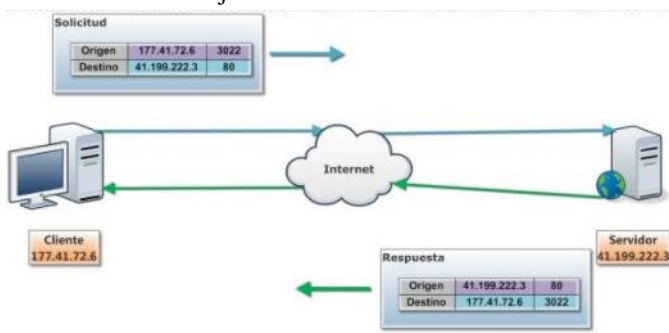 Solicitud
Origen 177.41.72.6 3022
Destino 41.199.222.3 80
Internet
Cliente
177.41.72.6
Servidor
41.199.222.3
Respuesta
Origen 41.199.222.3 80
Destino 177.41.72.6 3022